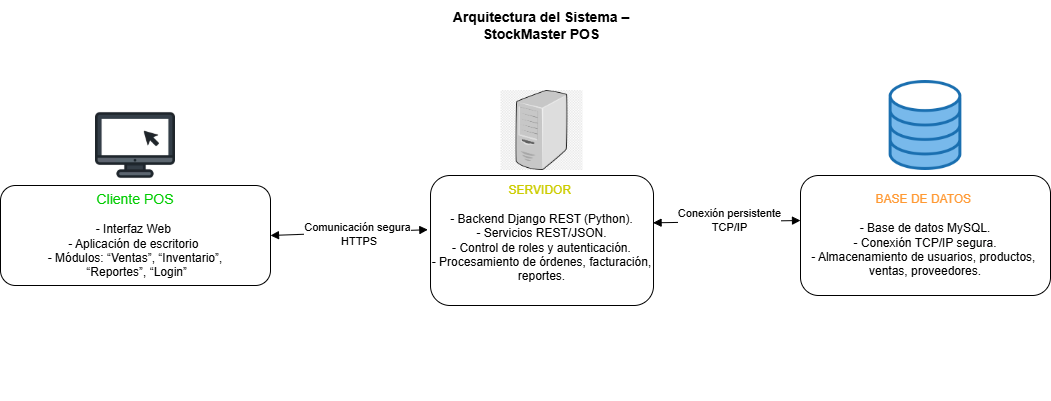 Arquitectura del Sistema –
StockMaster POS
Cliente POS
- Interfaz Web
- Aplicación de escritorio
- Módulos: “Ventas”, “Inventario”,
“Reportes”, “Login”
Comunicación segura
HTTPS
SERVIDOR
- Backend Django REST (Python).
- Servicios REST/JSON.
- Control de roles y autenticación.
- Procesamiento de órdenes, facturación,
reportes.
Conexión persistente
TCP/IP
BASE DE DATOS
- Base de datos MySQL.
- Conexión TCP/IP segura.
- Almacenamiento de usuarios, productos,
ventas, proveedores.